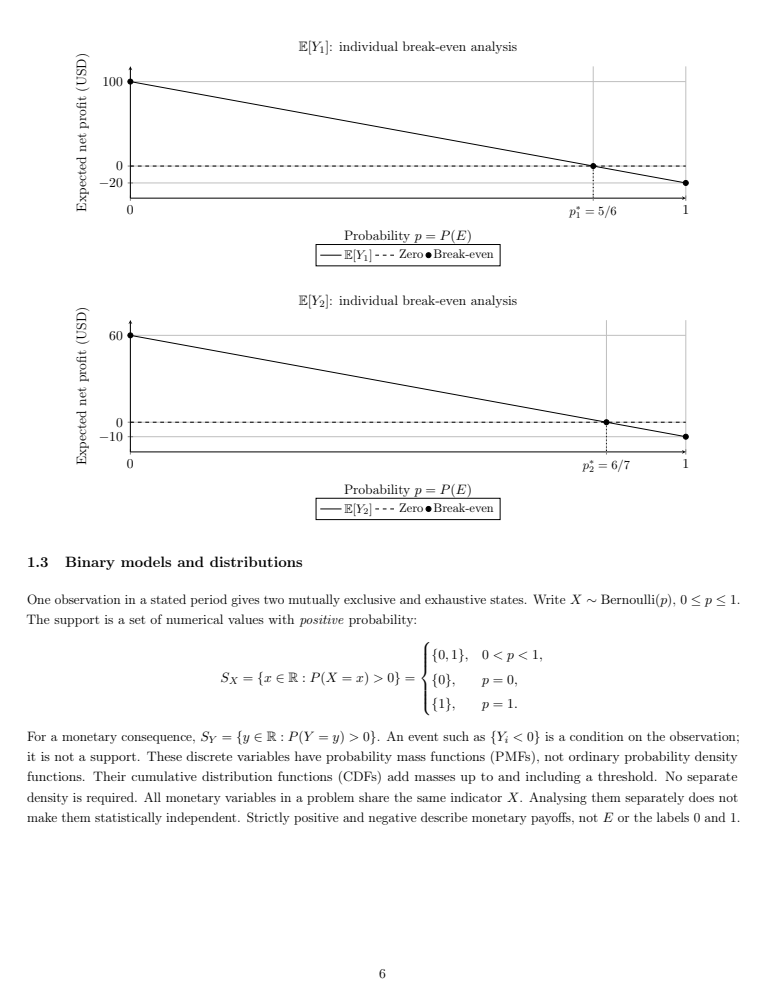 𝔼[Y₁]: individual break-even analysis
Expected net profit (USD)
100
0
−20
0
p₁* = 5/6
1
Probability p = P(E)
𝔼[Y₁] Zero Break-even
𝔼[Y₂]: individual break-even analysis
Expected net profit (USD)
60
0
−10
0
p₂* = 6/7
1
Probability p = P(E)
𝔼[Y₂] Zero Break-even
1.3 Binary models and distributions
One observation in a stated period gives two mutually exclusive and exhaustive states. Write X ∼ Bernoulli(p), 0 ≤ p ≤ 1.
The support is a set of numerical values with positive probability:
S_X = {x ∈ ℝ : P(X = x) > 0} = { {0, 1}, 0 < p < 1,
{0}, p = 0,
{1}, p = 1.
For a monetary consequence, S_Y = {y ∈ ℝ : P(Y = y) > 0}. An event such as {Y_i < 0} is a condition on the observation;
it is not a support. These discrete variables have probability mass functions (PMFs), not ordinary probability density
functions. Their cumulative distribution functions (CDFs) add masses up to and including a threshold. No separate
density is required. All monetary variables in a problem share the same indicator X. Analysing them separately does not
make them statistically independent. Strictly positive and negative describe monetary payoffs, not E or the labels 0 and 1.
6